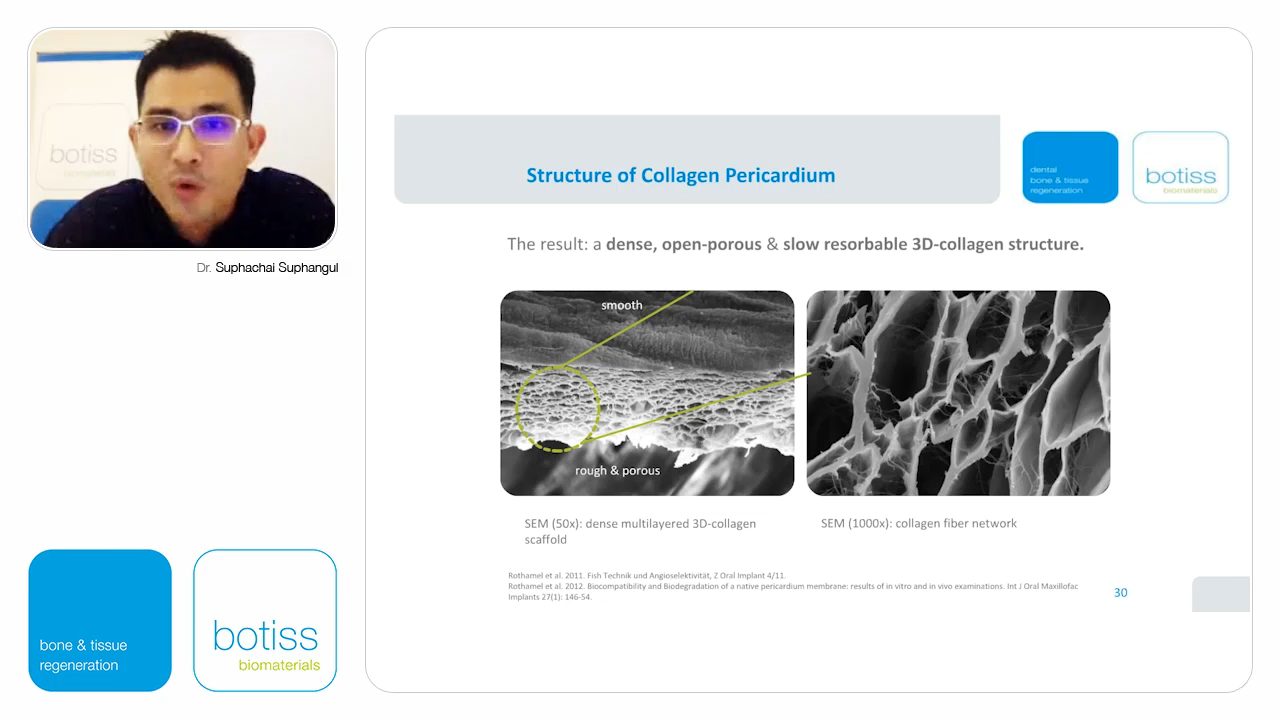 botiss
biomaterials
Dr. Suphachai Suphangul
bone & tissue
regeneration
botiss
biomaterials
Structure of Collagen Pericardium
dental
bone & tissue
regeneration
botiss
biomaterials
The result: a dense, open-porous & slow resorbable 3D-collagen structure.
smooth
rough & porous
SEM (50x): dense multilayered 3D-collagen
scaffold
SEM (1000x): collagen fiber network
Rothamel et al. 2011. Fish Technik und Angioselektivität, Z Oral Implant 4/11.
Rothamel et al. 2012. Biocompatibility and Biodegradation of a native pericardium membrane: results of in vitro and in vivo examinations. Int J Oral Maxillofac
Implants 27(1): 146-54.
30